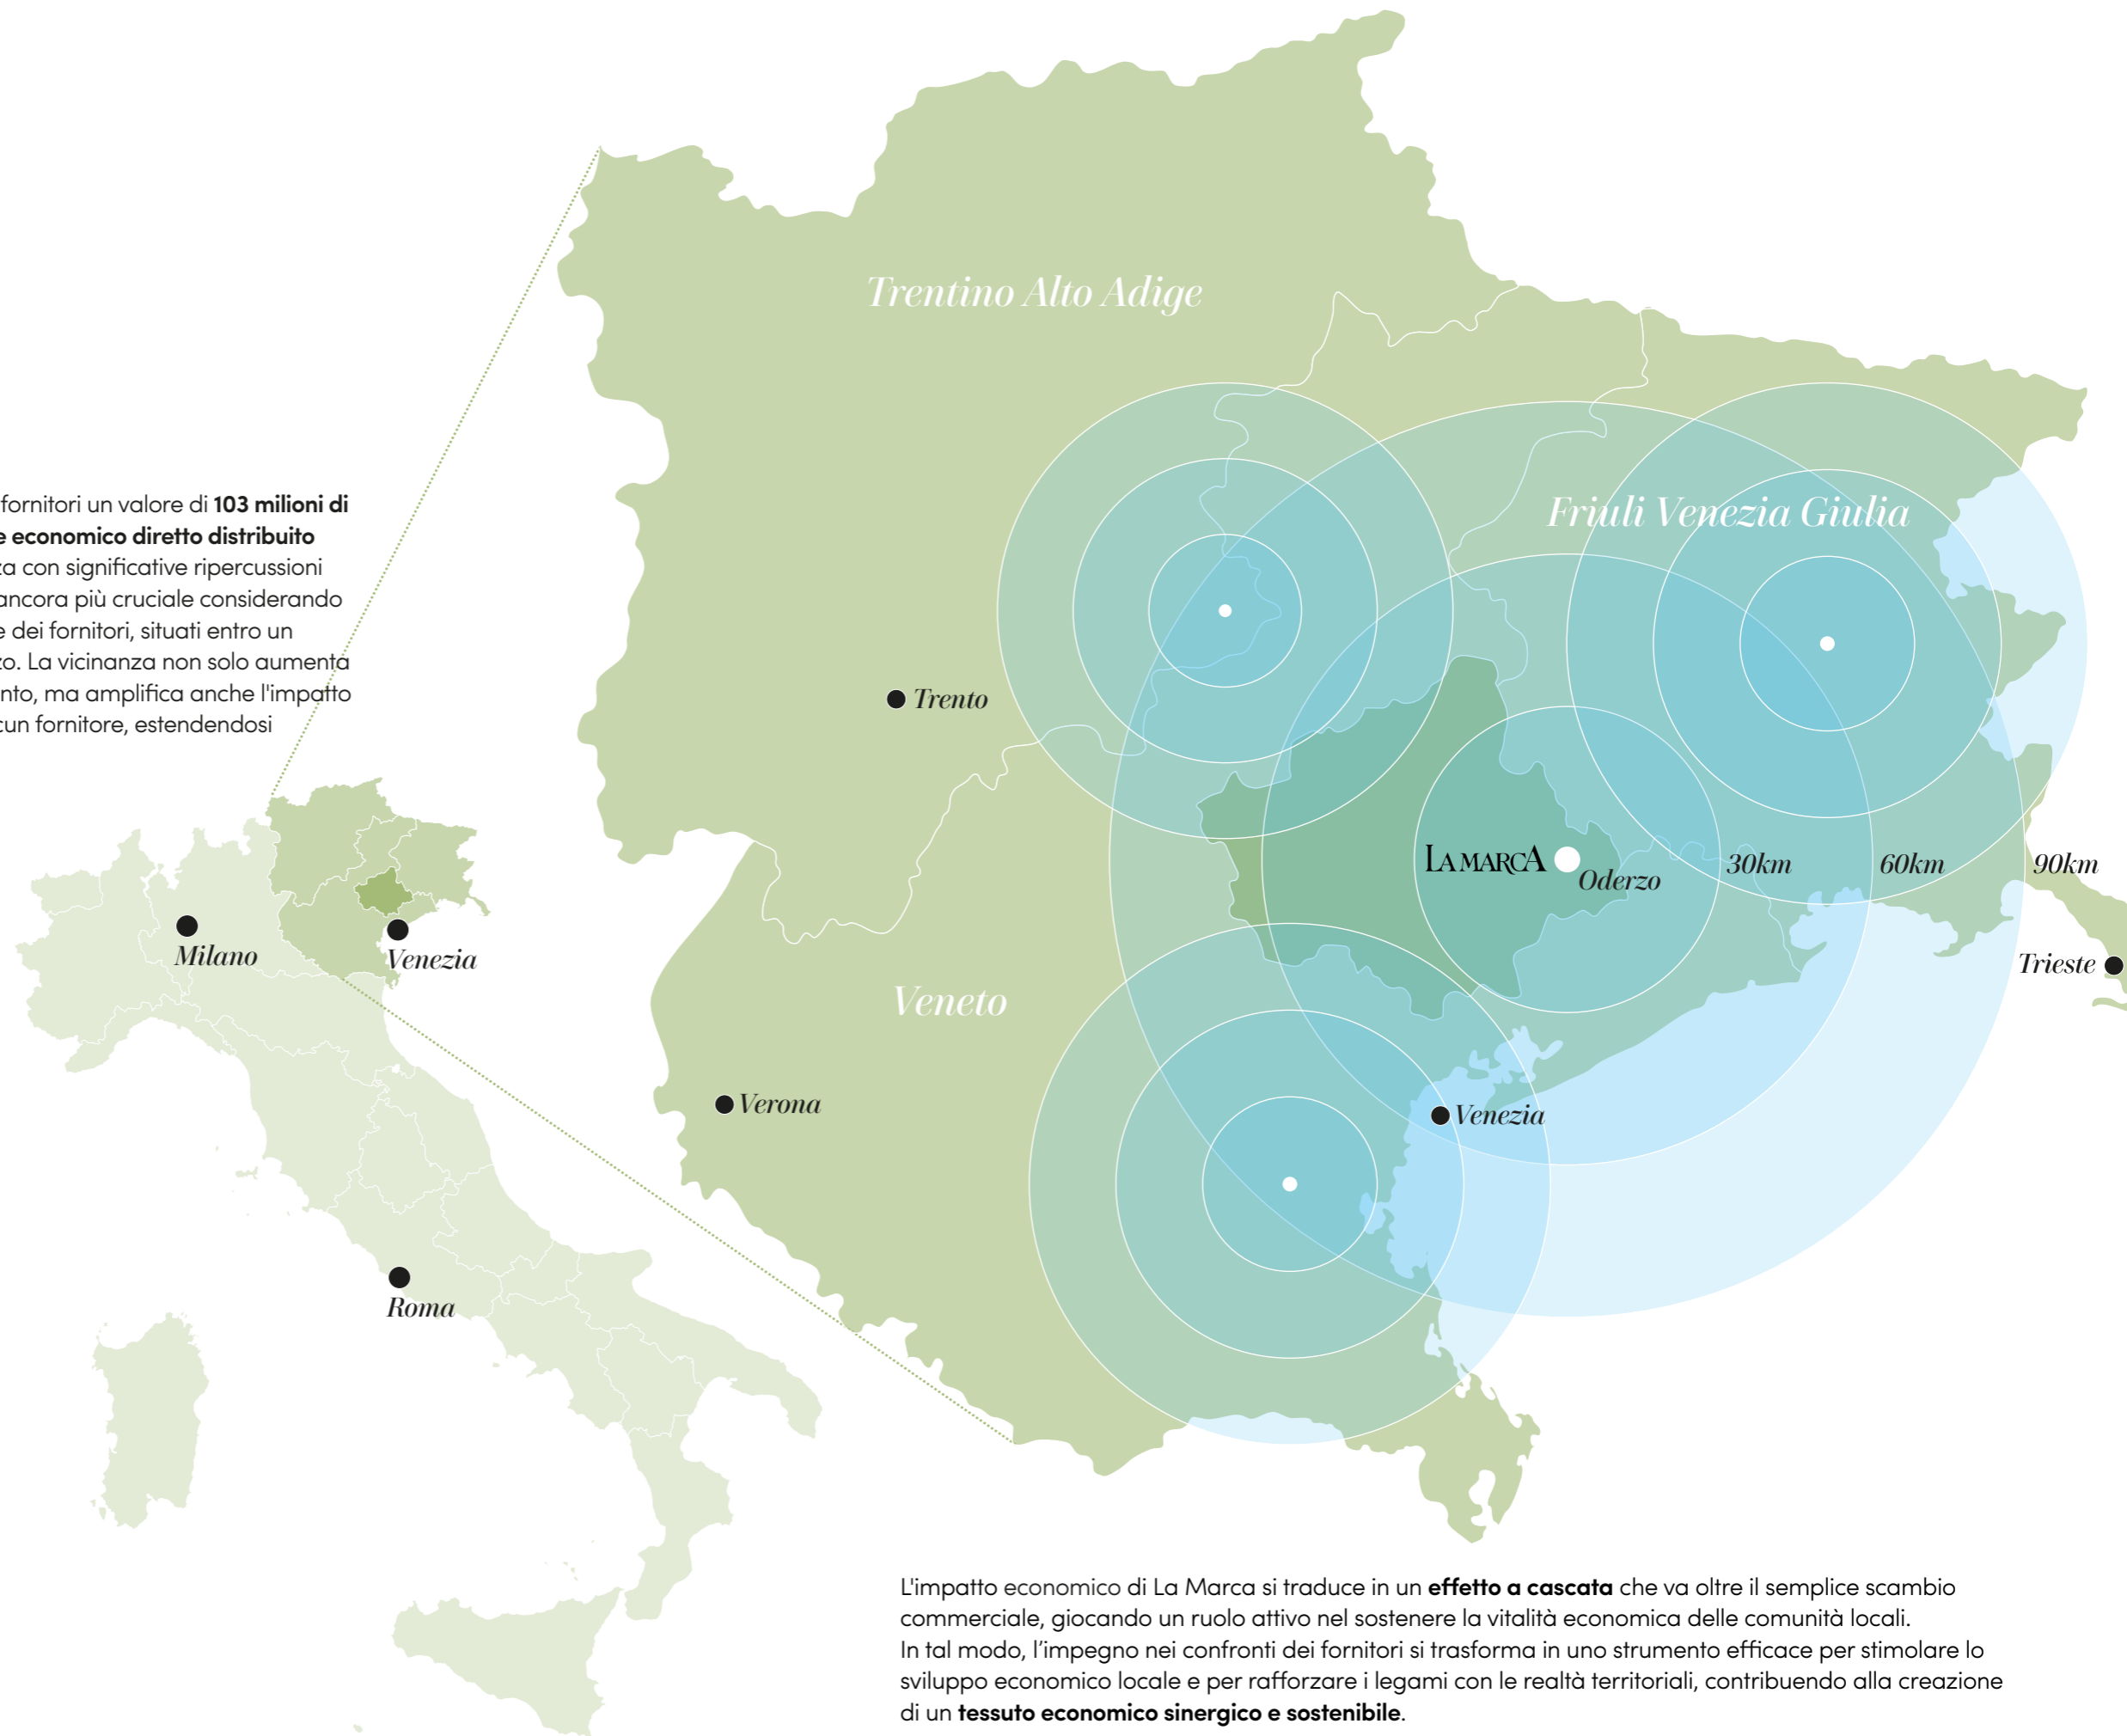 Trentino Alto Adige
fornitori un valore di 103 milioni di
e economico diretto distribuito
za con significative ripercussioni
ancora più cruciale considerando
e dei fornitori, situati entro un
zo. La vicinanza non solo aumenta
nto, ma amplifica anche l'impatto
cun fornitore, estendendosi
Friuli Venezia Giulia
Trento
LA MARCA
Oderzo
30km
60km
90km
Milano
Venezia
Trieste
Veneto
Verona
Venezia
Roma
L'impatto economico di La Marca si traduce in un effetto a cascata che va oltre il semplice scambio
commerciale, giocando un ruolo attivo nel sostenere la vitalità economica delle comunità locali.
In tal modo, l’impegno nei confronti dei fornitori si trasforma in uno strumento efficace per stimolare lo
sviluppo economico locale e per rafforzare i legami con le realtà territoriali, contribuendo alla creazione
di un tessuto economico sinergico e sostenibile.